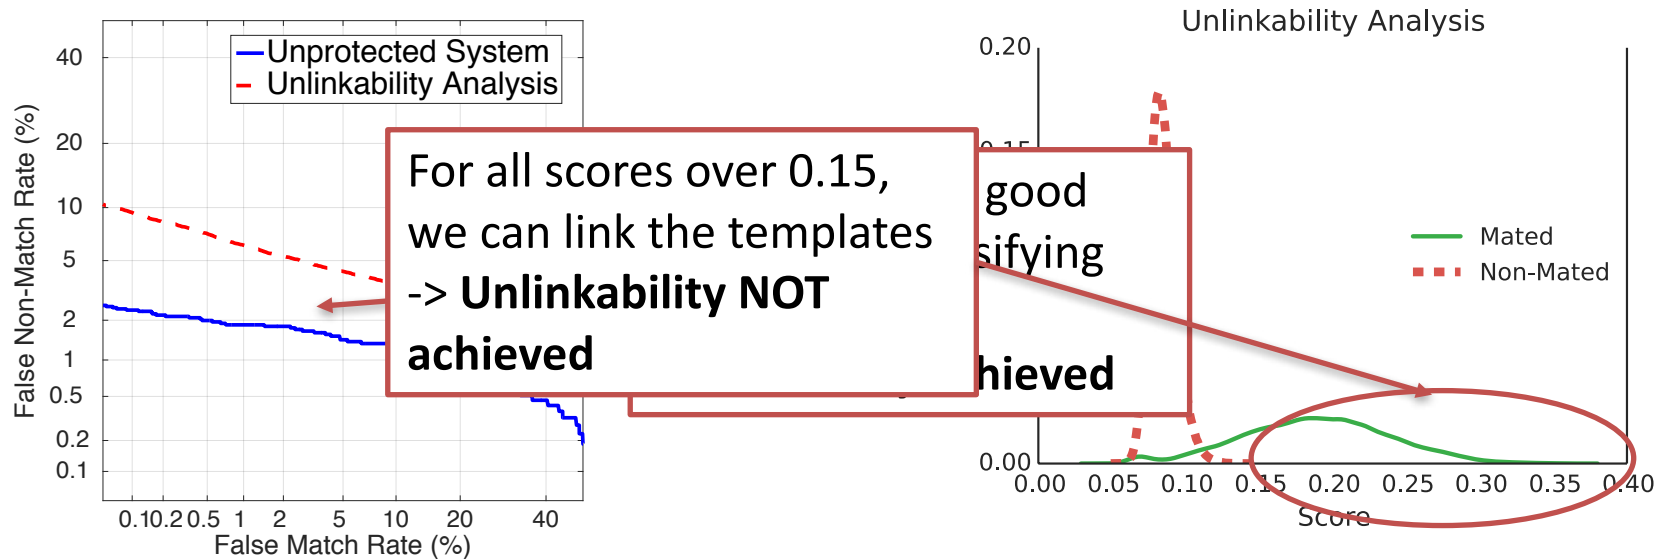 Unlinkability Analysis
Unprotected System
Unlinkability Analysis
40
20
10
5
2
1
0.5
0.2
0.1
False Non-Match Rate (%)
0.1 0.2 0.5 1 2 5 10 20 40
False Match Rate (%)
For all scores over 0.15,
we can link the templates
-> Unlinkability NOT
achieved
good
sifying
hieved
0.20
0.00
Mated
Non-Mated
0.00 0.05 0.10 0.15 0.20 0.25 0.30 0.35 0.40
Score